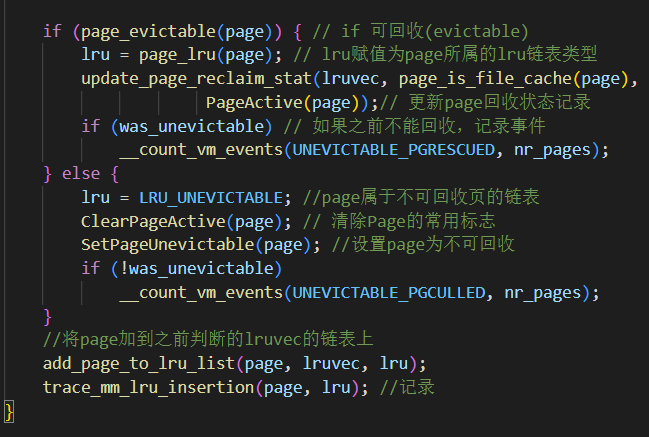 if (page_evictable(page)) { // if 可回收(evictable)
lru = page_lru(page); // lru赋值为page所属的lru链表类型
update_page_reclaim_stat(lruvec, page_is_file_cache(page),
PageActive(page));// 更新page回收状态记录
if (was_unevictable) // 如果之前不能回收, 记录事件
__count_vm_events(UNEVICTABLE_PGRESCUED, nr_pages);
} else {
lru = LRU_UNEVICTABLE; //page属于不可回收页的链表
ClearPageActive(page); // 清除Page的常用标志
SetPageUnevictable(page); //设置page为不可回收
if (!was_unevictable)
__count_vm_events(UNEVICTABLE_PGCULLED, nr_pages);
}
//将page加到之前判断的lruvec的链表上
add_page_to_lru_list(page, lruvec, lru);
trace_mm_lru_insertion(page, lru); //记录
}